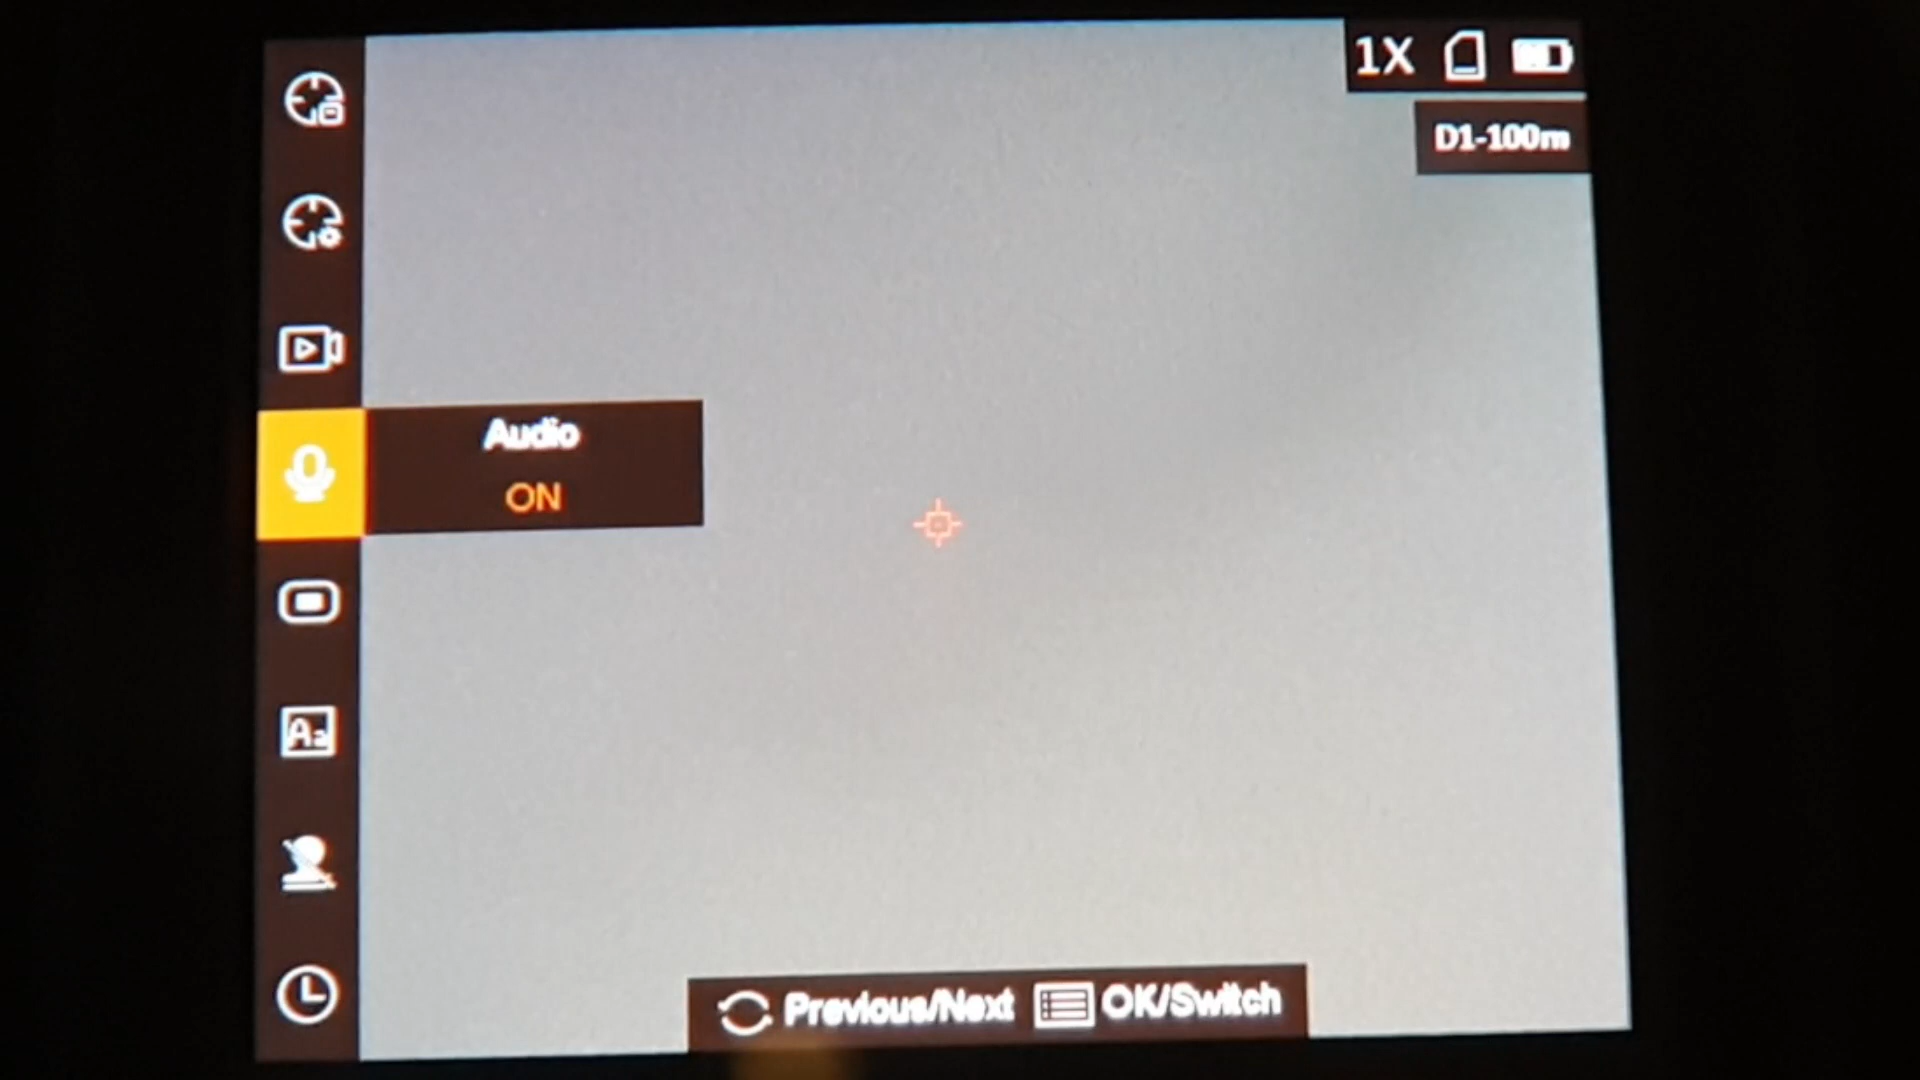 1X
D1-100m
Audio
ON
Previous/Next OK/Switch